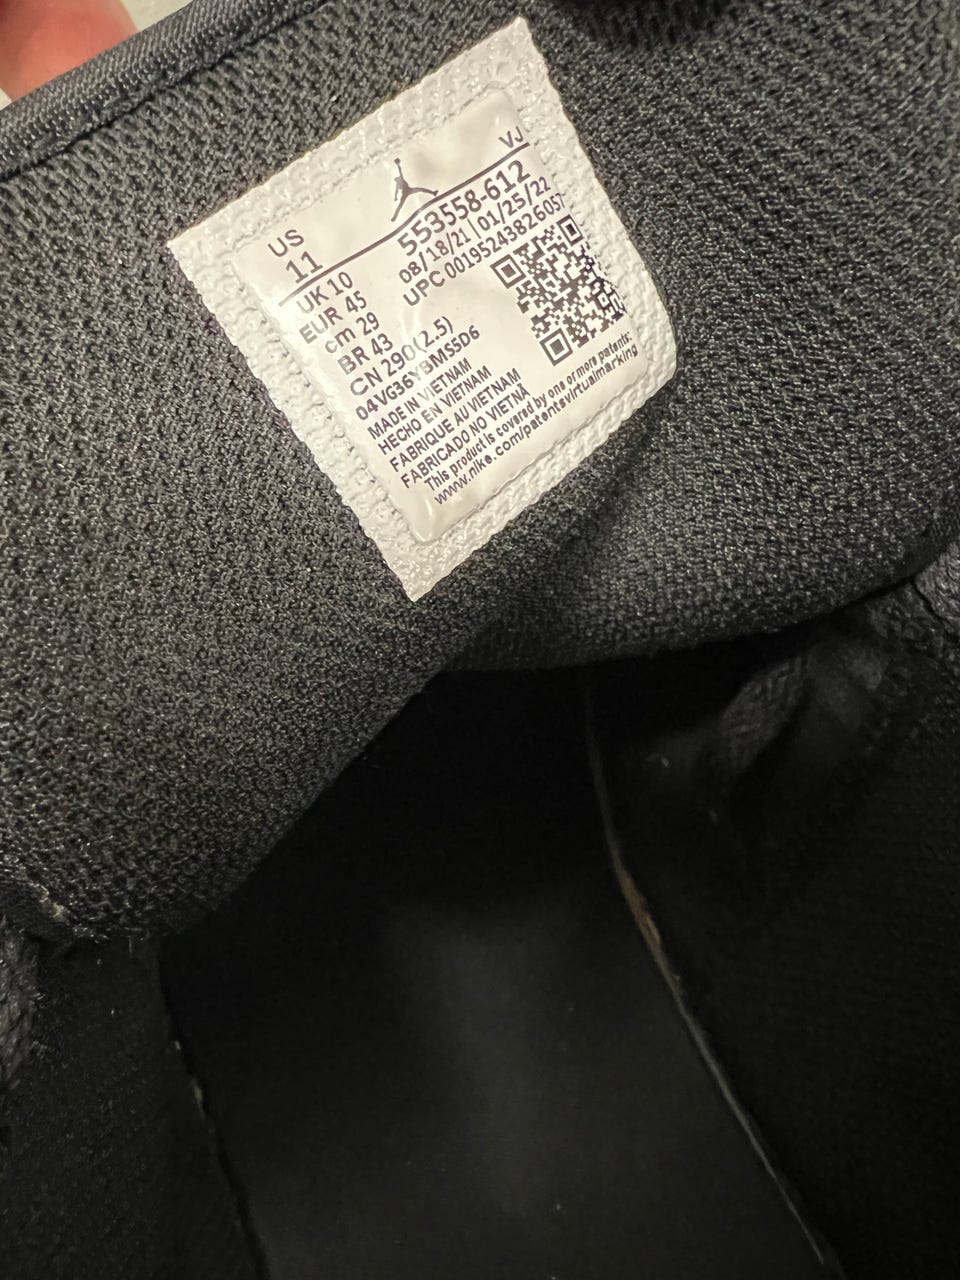 VJ
US
11
553558-612
08/18/21 | 01/25/22
UPC 00195243826057
UK 10
EUR 45
cm 29
BR 43
CN 290(2.5)
04VG36YBMS5D6
MADE IN VIETNAM
HECHO EN VIETNAM
FABRIQUE AU VIETNAM
FABRICADO NO VIETNÃ
This product is covered by one or more patents:
www.nike.com/patentsvirtualmarking